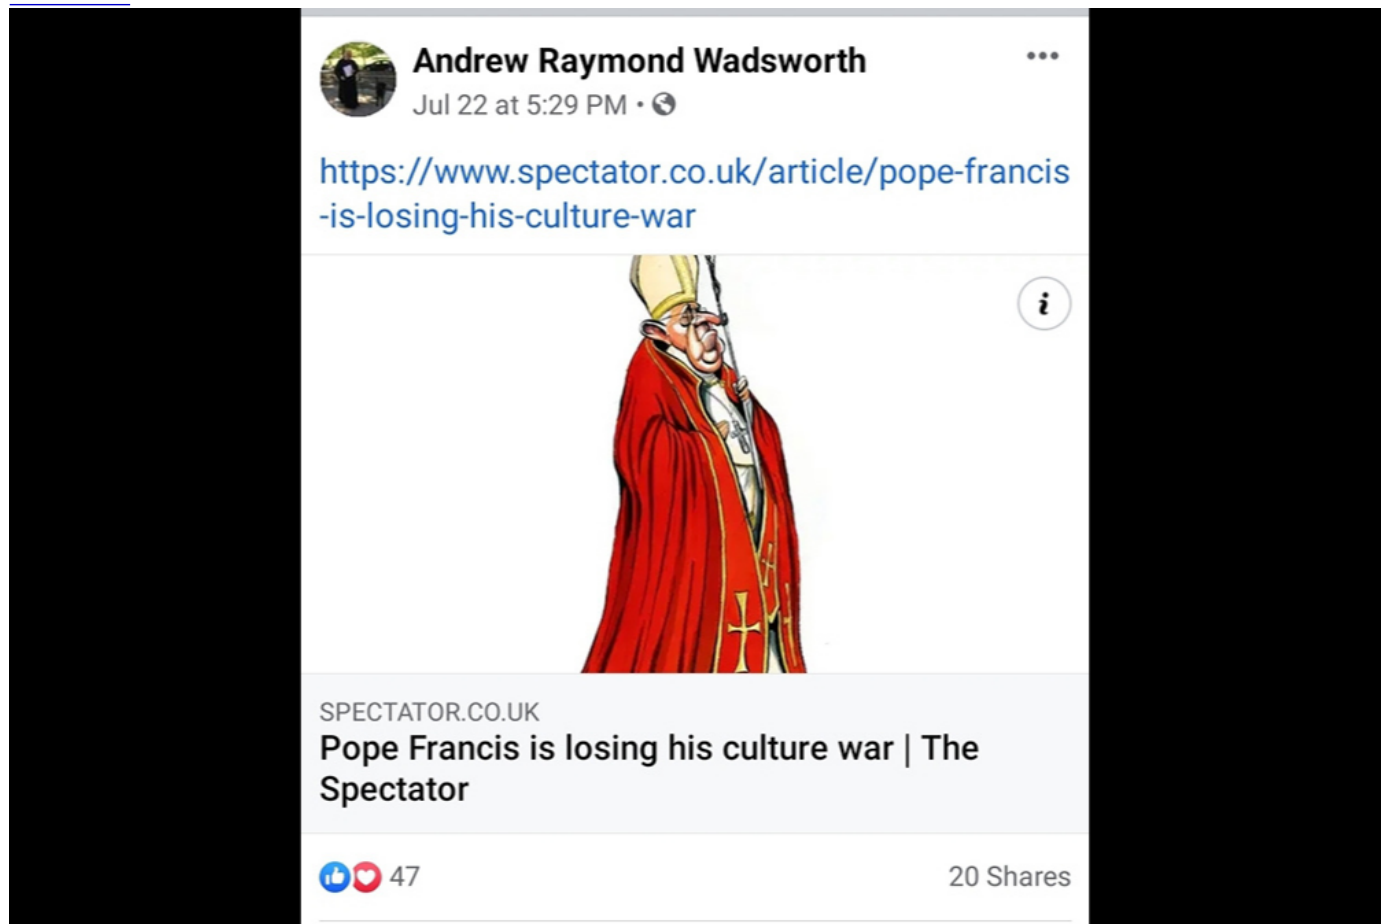 Andrew Raymond Wadsworth
Jul 22 at 5:29 PM •
https://www.spectator.co.uk/article/pope-francis
-is-losing-his-culture-war
SPECTATOR.CO.UK
Pope Francis is losing his culture war | The
Spectator
47
20 Shares